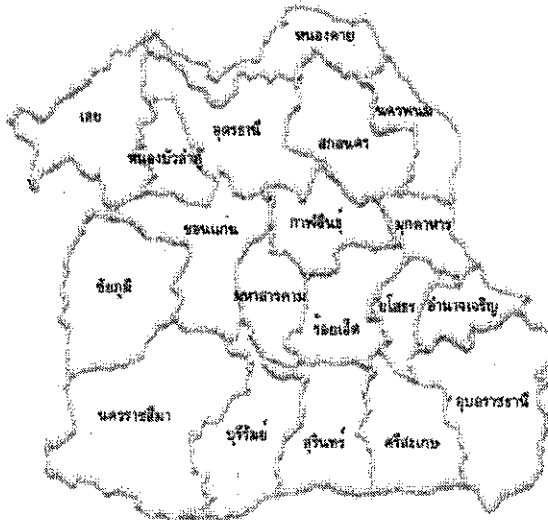 หนองคาย
เลย
อุดรธานี
นครพนม
สกลนคร
หนองบัวลำภู
ขอนแก่น
กาฬสินธุ์
มุกดาหาร
ชัยภูมิ
มหาสารคาม
ร้อยเอ็ด
ยโสธร
อำนาจเจริญ
นครราชสีมา
บุรีรัมย์
สุรินทร์
ศรีสะเกษ
อุบลราชธานี